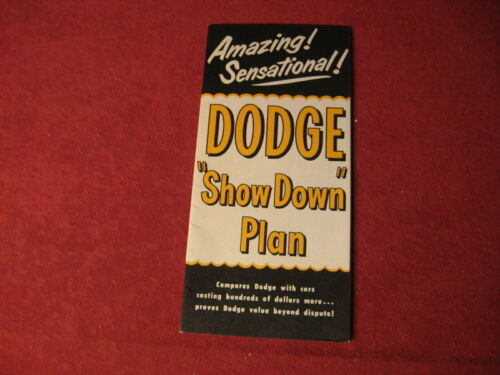 Amazing!
Sensational!
DODGE
"Show Down"
Plan
Compares Dodge with cars
costing hundreds of dollars more...
proves Dodge value beyond dispute!